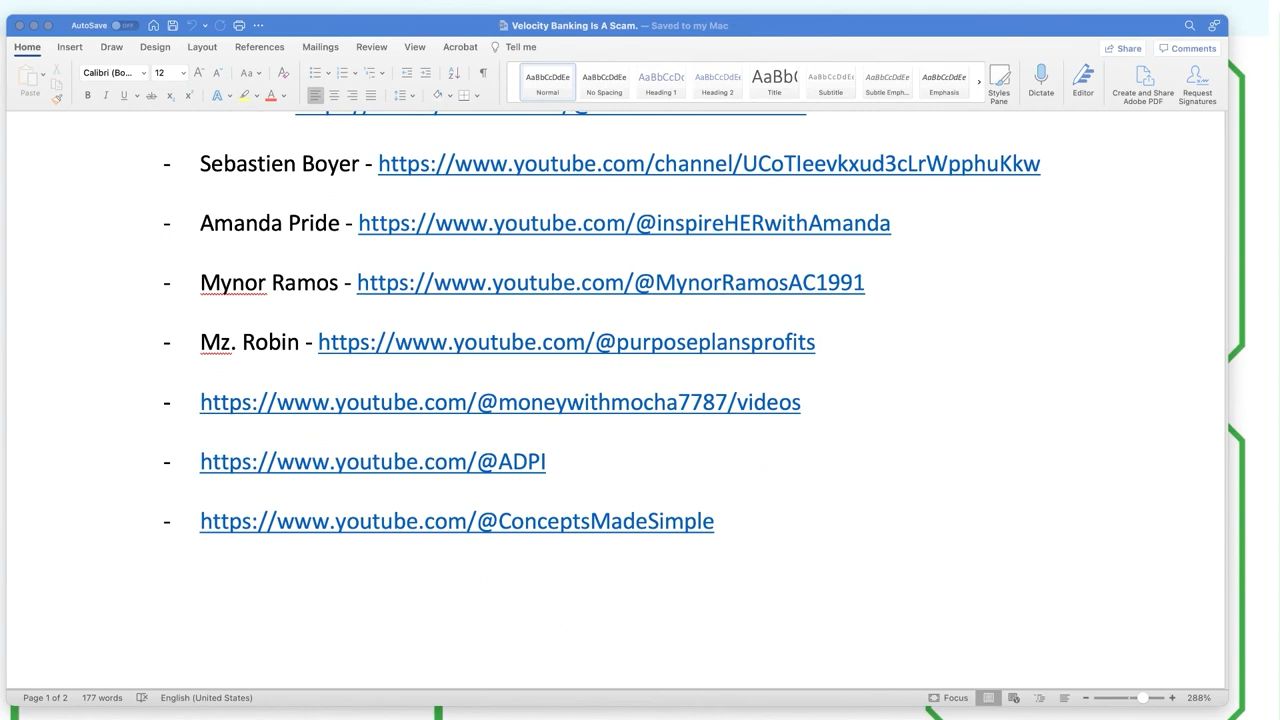 AutoSave OFF
Velocity Banking Is A Scam. — Saved to my Mac
Home Insert Draw Design Layout References Mailings Review View Acrobat Tell me Share Comments
Paste
Calibri (Bo... 12
AaBbCcDdEe Normal
AaBbCcDdEe No Spacing
AaBbCcDc Heading 1
AaBbCcDdEe Heading 2
AaBb( Title
AaBbCcDdEe Subtitle
AaBbCcDdEe Subtle Emph...
AaBbCcDdEe Emphasis
Styles Pane
Dictate
Editor
Create and Share Adobe PDF
Request Signatures
- Sebastien Boyer - https://www.youtube.com/channel/UCoTIeevkxud3cLrWpphuKkw
- Amanda Pride - https://www.youtube.com/@inspireHERwithAmanda
- Mynor Ramos - https://www.youtube.com/@MynorRamosAC1991
- Mz. Robin - https://www.youtube.com/@purposeplansprofits
- https://www.youtube.com/@moneywithmocha7787/videos
- https://www.youtube.com/@ADPI
- https://www.youtube.com/@ConceptsMadeSimple
Page 1 of 2 177 words English (United States) Focus 288%